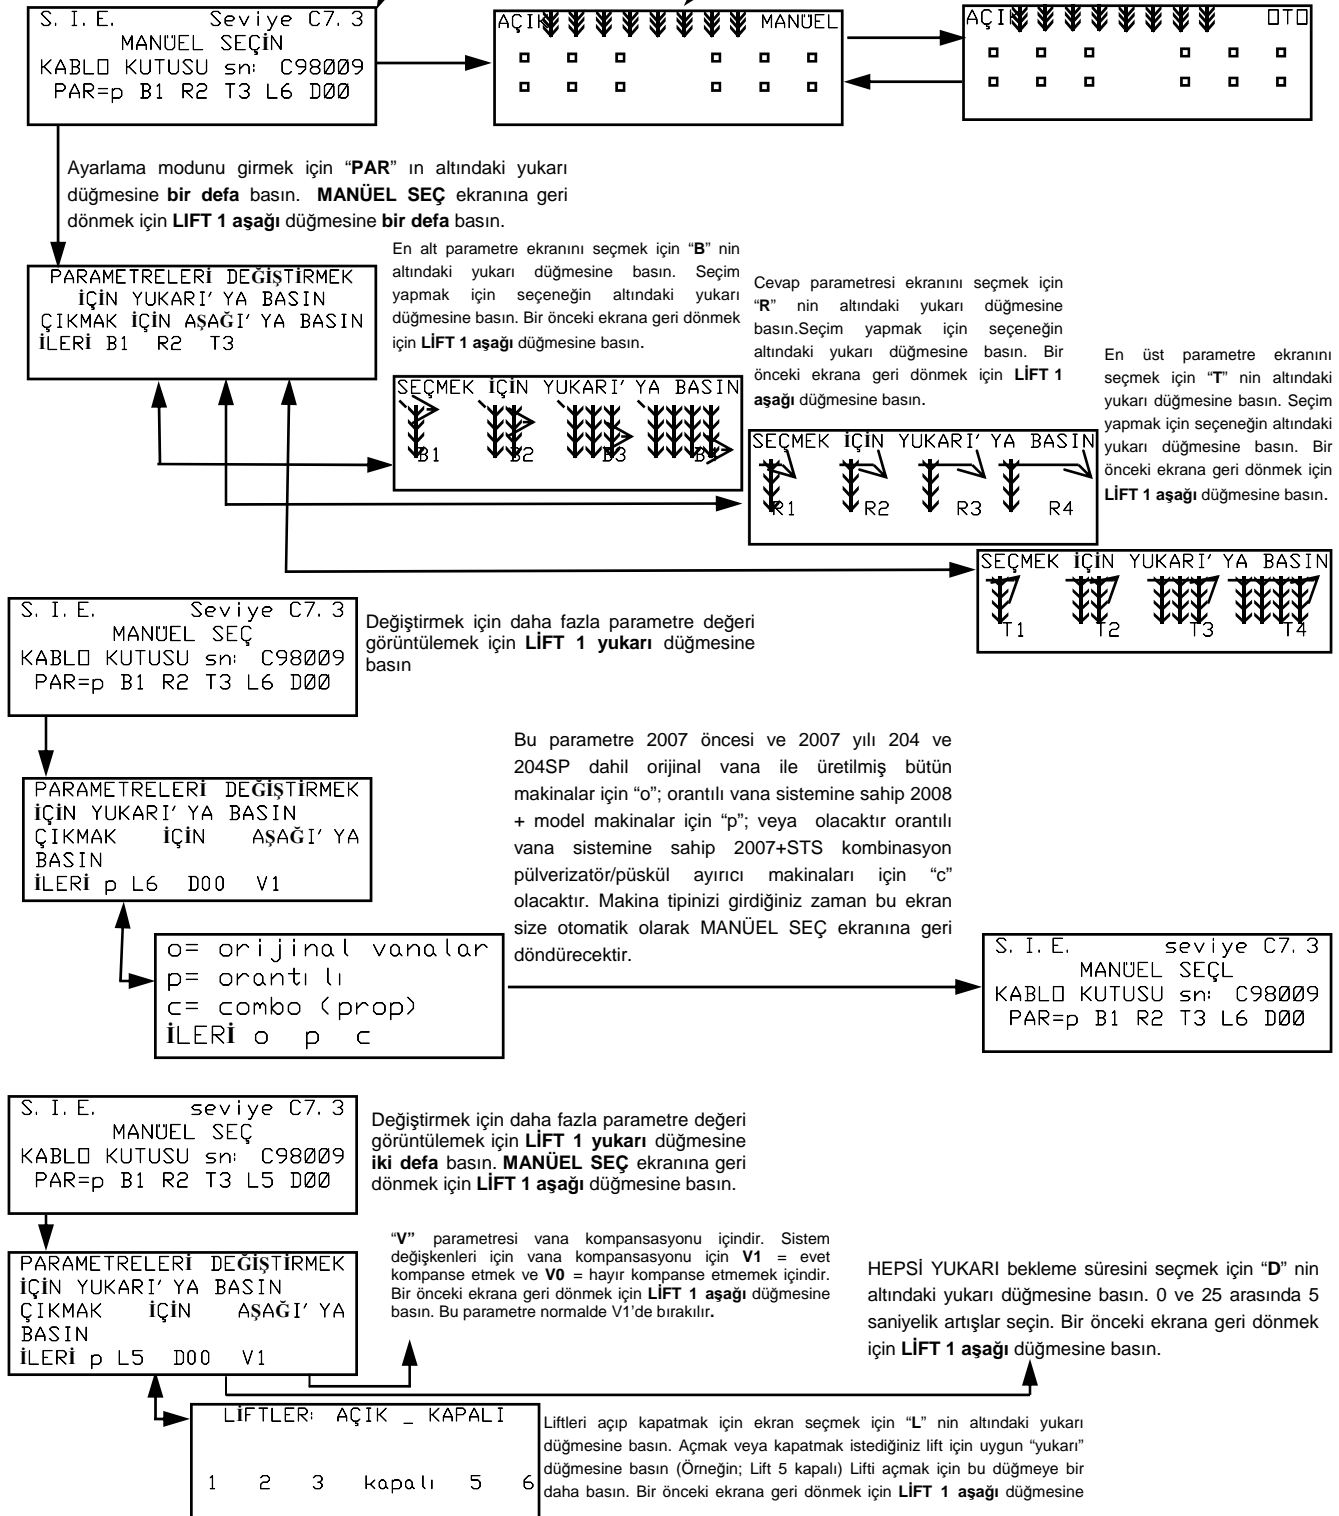 S. I. E. Seviye C7. 3
MANÜEL SEÇİN
KABLO KUTUSU sn: C98009
PAR=p B1 R2 T3 L6 D00
AÇIK MANÜEL
AÇIK OTO
Ayarlama modunu girmek için “PAR” ın altındaki yukarı
düğmesine bir defa basın. MANÜEL SEÇ ekranına geri
dönmek için LIFT 1 aşağı düğmesine bir defa basın.
PARAMETRELERİ DEĞİŞTİRMEK
İÇİN YUKARI' YA BASIN
ÇIKMAK İÇİN AŞAĞI' YA BASIN
İLERİ B1 R2 T3
En alt parametre ekranını seçmek için “B” nin
altındaki yukarı düğmesine basın. Seçim
yapmak için seçeneğin altındaki yukarı
düğmesine basın. Bir önceki ekrana geri dönmek
için LİFT 1 aşağı düğmesine basın.
SEÇMEK İÇİN YUKARI' YA BASIN
B1 B2 B3 B4
Cevap parametresi ekranını seçmek için
“R” nin altındaki yukarı düğmesine
basın.Seçim yapmak için seçeneğin
altındaki yukarı düğmesine basın. Bir
önceki ekrana geri dönmek için LİFT 1
aşağı düğmesine basın.
SEÇMEK İÇİN YUKARI' YA BASIN
R1 R2 R3 R4
En üst parametre ekranını
seçmek için “T” nin altındaki
yukarı düğmesine basın. Seçim
yapmak için seçeneğin altındaki
yukarı düğmesine basın. Bir
önceki ekrana geri dönmek için
LİFT 1 aşağı düğmesine basın.
SEÇMEK İÇİN YUKARI' YA BASIN
T1 T2 T3 T4
S. I. E. Seviye C7. 3
MANÜEL SEÇ
KABLO KUTUSU sn: C98009
PAR=p B1 R2 T3 L6 D00
Değiştirmek için daha fazla parametre değeri
görüntülemek için LİFT 1 yukarı düğmesine
basın
PARAMETRELERİ DEĞİŞTİRMEK
İÇİN YUKARI' YA BASIN
ÇIKMAK İÇİN AŞAĞI' YA
BASIN
İLERİ p L6 D00 V1
Bu parametre 2007 öncesi ve 2007 yılı 204 ve
204SP dahil orijinal vana ile üretilmiş bütün
makinalar için “o”; orantılı vana sistemine sahip 2008
+ model makinalar için “p”; veya olacaktır orantılı
vana sistemine sahip 2007+STS kombinasyon
pülverizatör/püskül ayırıcı makinaları için “c”
olacaktır. Makina tipinizi girdiğiniz zaman bu ekran
size otomatik olarak MANÜEL SEÇ ekranına geri
döndürecektir.
o= orijinal vanalar
p= orantılı
c= combo (prop)
İLERİ o p c
S. I. E. seviye C7. 3
MANÜEL SEÇL
KABLO KUTUSU sn: C98009
PAR=p B1 R2 T3 L6 D00
S. I. E. seviye C7. 3
MANÜEL SEÇ
KABLO KUTUSU sn: C98009
PAR=p B1 R2 T3 L5 D00
Değiştirmek için daha fazla parametre değeri
görüntülemek için LİFT 1 yukarı düğmesine
iki defa basın. MANÜEL SEÇ ekranına geri
dönmek için LİFT 1 aşağı düğmesine basın.
PARAMETRELERİ DEĞİŞTİRMEK
İÇİN YUKARI' YA BASIN
ÇIKMAK İÇİN AŞAĞI' YA
BASIN
İLERİ p L5 D00 V1
“V” parametresi vana kompansasyonu içindir. Sistem
değişkenleri için vana kompansasyonu için V1 = evet
kompanse etmek ve V0 = hayır kompanse etmemek içindir.
Bir önceki ekrana geri dönmek için LİFT 1 aşağı düğmesine
basın. Bu parametre normalde V1'de bırakılır.
HEPSİ YUKARI bekleme süresini seçmek için “D” nin
altındaki yukarı düğmesine basın. 0 ve 25 arasında 5
saniyelik artışlar seçin. Bir önceki ekrana geri dönmek
için LİFT 1 aşağı düğmesine basın.
LİFTLER: AÇIK _ KAPALI
1 2 3 kapalı 5 6
Liftleri açıp kapatmak için ekran seçmek için “L” nin altındaki yukarı
düğmesine basın. Açmak veya kapatmak istediğiniz lift için uygun “yukarı”
düğmesine basın (Örneğin; Lift 5 kapalı) Lifti açmak için bu düğmeye bir
daha basın. Bir önceki ekrana geri dönmek için LİFT 1 aşağı düğmesine